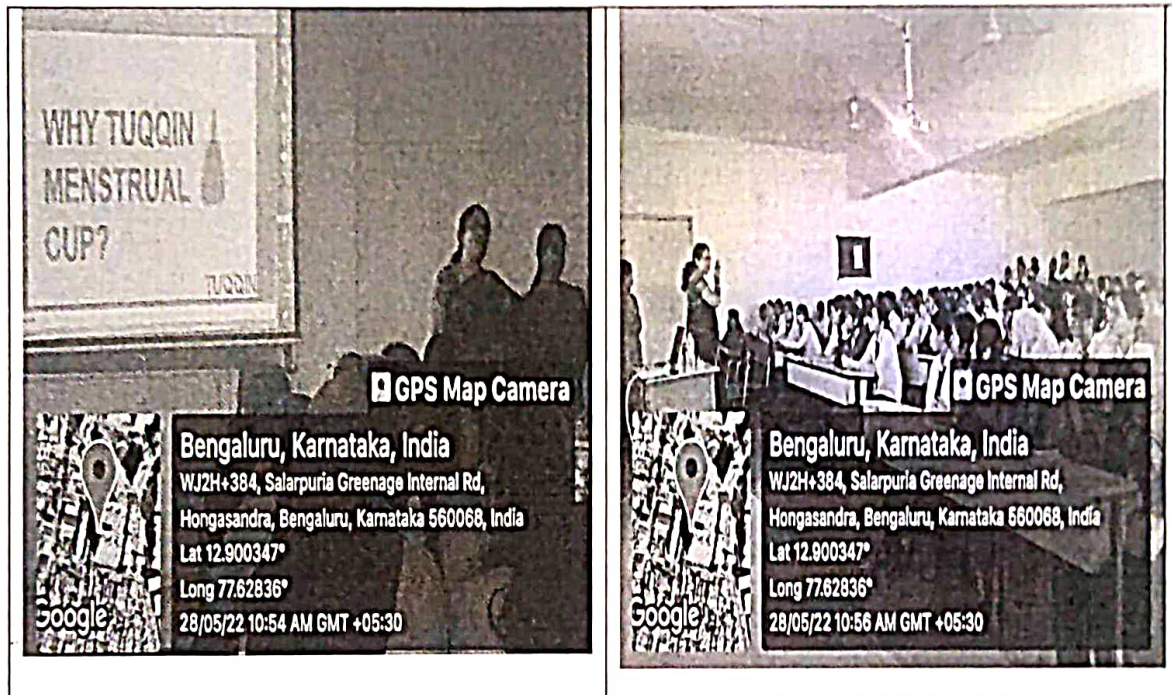 WHY TUQQIN
MENSTRUAL
CUP?
TUQQIN
GPS Map Camera
Bengaluru, Karnataka, India
WJ2H+384, Salarpuria Greenage Internal Rd,
Hongasandra, Bengaluru, Karnataka 560068, India
Lat 12.900347°
Long 77.62836°
28/05/22 10:54 AM GMT +05:30
Google
GPS Map Camera
Bengaluru, Karnataka, India
WJ2H+384, Salarpuria Greenage Internal Rd,
Hongasandra, Bengaluru, Karnataka 560068, India
Lat 12.900347°
Long 77.62836°
28/05/22 10:56 AM GMT +05:30
Google